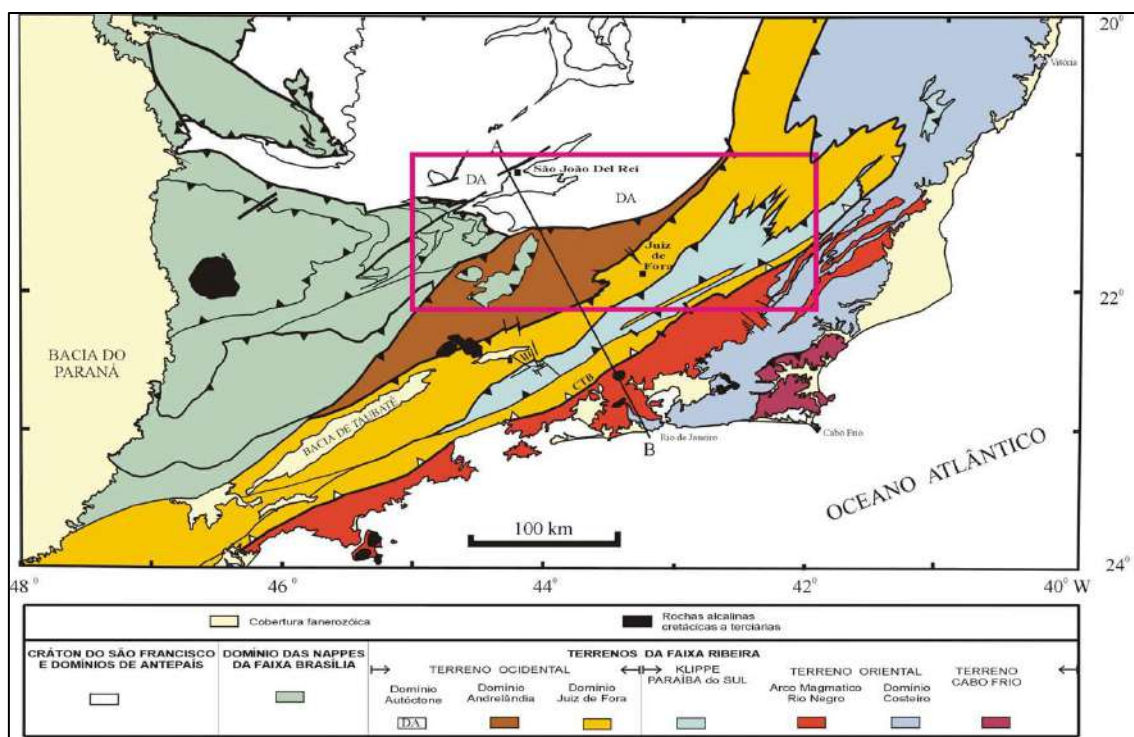 20°
Vitória
A
São João Del Rei
DA
DA
Juiz
de
Fora
22°
BACIA DO
PARANÁ
CTB
BACIA DE TAUBATÉ
Rio de Janeiro
Cabo Frio
B
OCEANO ATLÂNTICO
100 km
24°
48°
46°
44°
42°
40° W
Cobertura fanerozóica
Rochas alcalinas
cretácicas a terciárias
CRÁTON DO SÃO FRANCISCO
E DOMÍNIOS DE ANTEPAÍS
DOMÍNIO DAS NAPPES
DA FAIXA BRASÍLIA
TERRENOS DA FAIXA RIBEIRA
TERRENO OCIDENTAL
KLIPPE
PARAÍBA do SUL
TERRENO ORIENTAL
TERRENO
CABO FRIO
Domínio
Autóctone
Domínio
Andrelândia
Domínio
Juiz de Fora
Arco Magmatico
Rio Negro
Domínio
Costeiro
DA